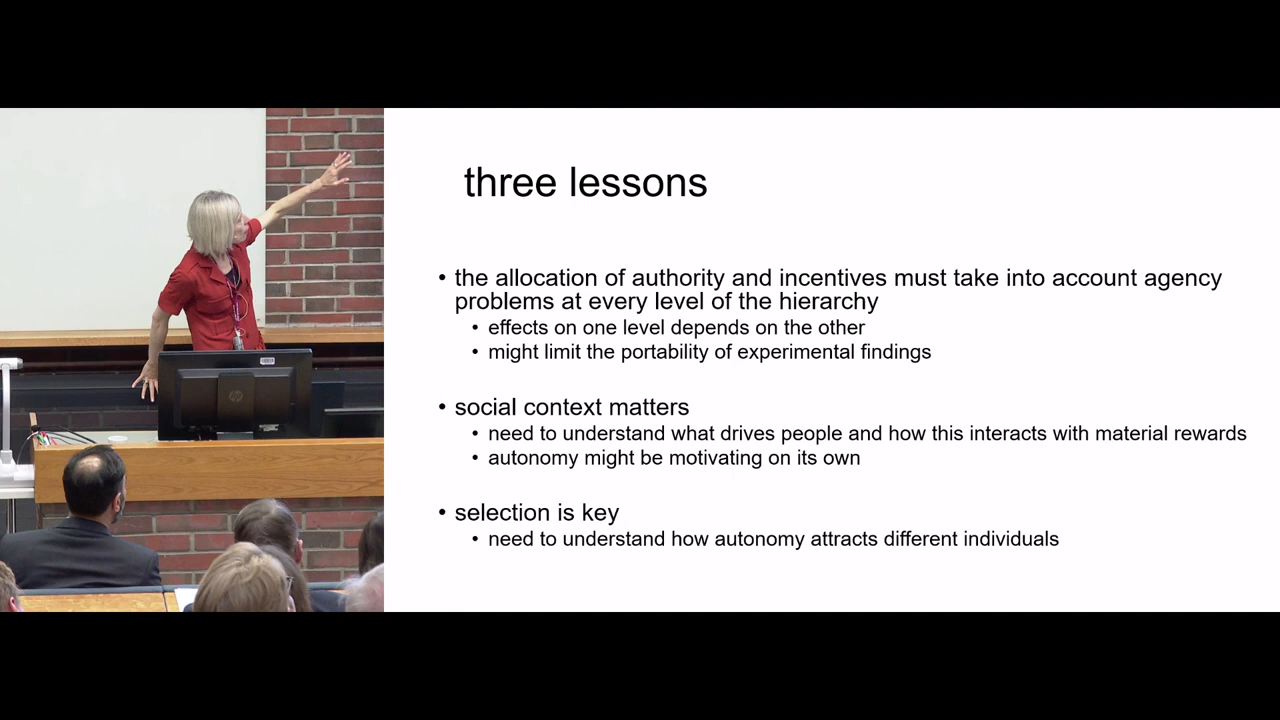 three lessons
• the allocation of authority and incentives must take into account agency
problems at every level of the hierarchy
• effects on one level depends on the other
• might limit the portability of experimental findings
• social context matters
• need to understand what drives people and how this interacts with material rewards
• autonomy might be motivating on its own
• selection is key
• need to understand how autonomy attracts different individuals